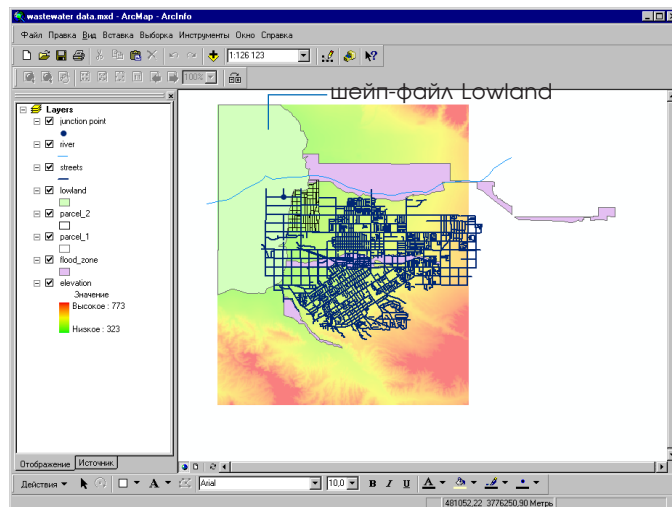 wastewater data.mxd - ArcMap - ArcInfo
Файл Правка Вид Вставка Выборка Инструменты Окно Справка
1:126 123
100%
шейп-файл Lowland
Layers
junction point
river
streets
lowland
parcel_2
parcel_1
flood_zone
elevation
Значение
Высокое : 773
Низкое : 323
Отображение Источник
Действия A Arial 10,0 B I U A
481052,22 3776250,90 Метры